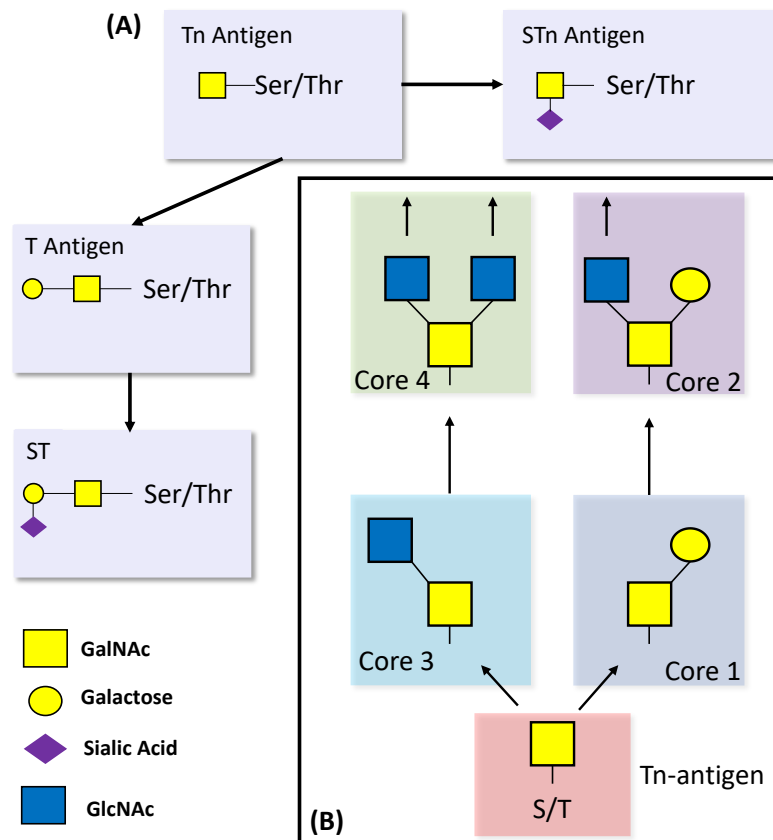 (A)
Tn Antigen
Ser/Thr
STn Antigen
Ser/Thr
T Antigen
Ser/Thr
ST
Ser/Thr
GalNAc
Galactose
Sialic Acid
GlcNAc
Core 4
Core 2
Core 3
Core 1
Tn-antigen
S/T
(B)